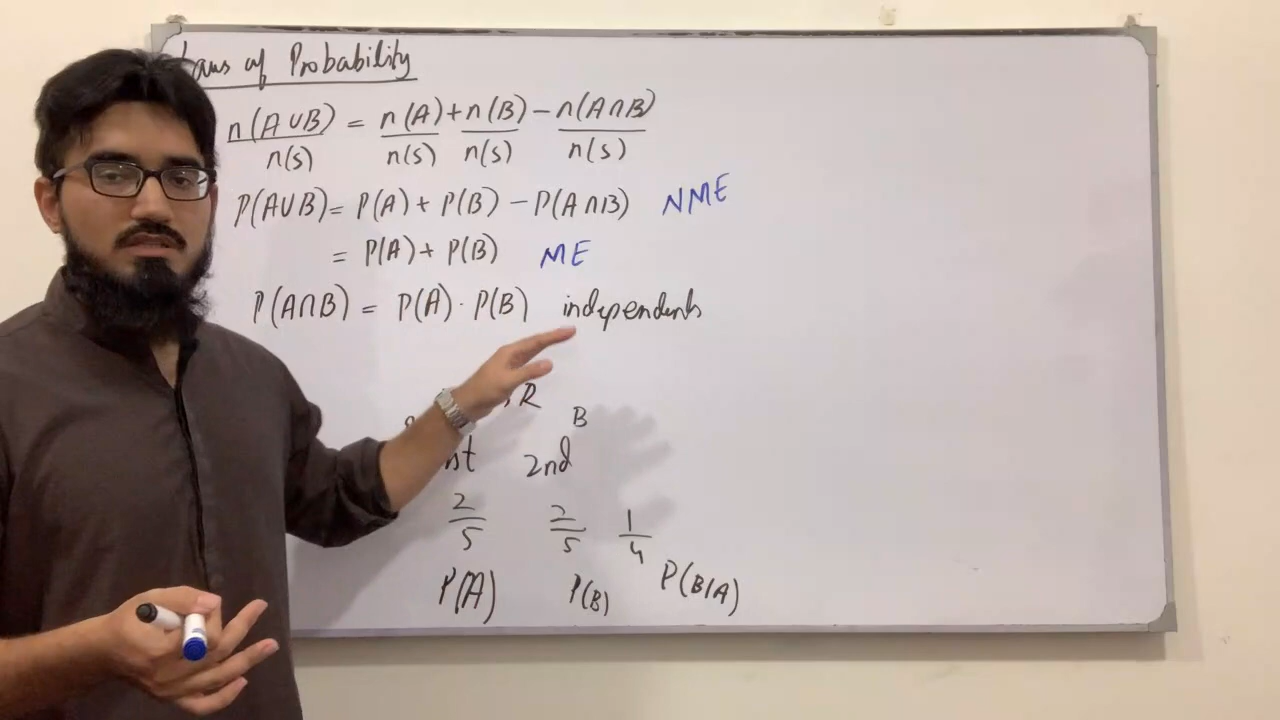 Laws of Probability
n(A∪B)/n(s) = n(A)/n(s) + n(B)/n(s) − n(A∩B)/n(s)
P(A∪B) = P(A) + P(B) − P(A∩B) NME
= P(A) + P(B) ME
P(A∩B) = P(A) · P(B) independents
R
B
2nd
2/5 2/5 1/4
P(A) P(B) P(B/A)